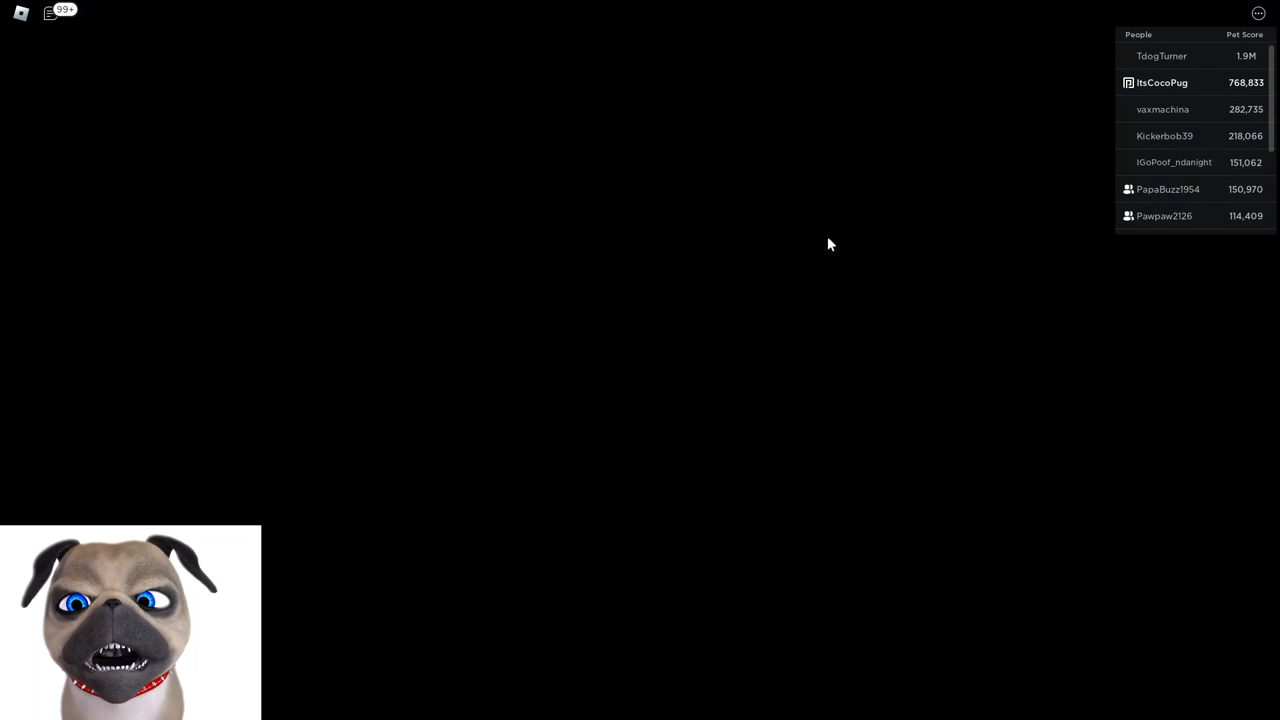 99+
People Pet Score
TdogTurner 1.9M
ItsCocoPug 768,833
vaxmachina 282,735
Kickerbob39 218,066
IGoPoof_ndanight 151,062
PapaBuzz1954 150,970
Pawpaw2126 114,409